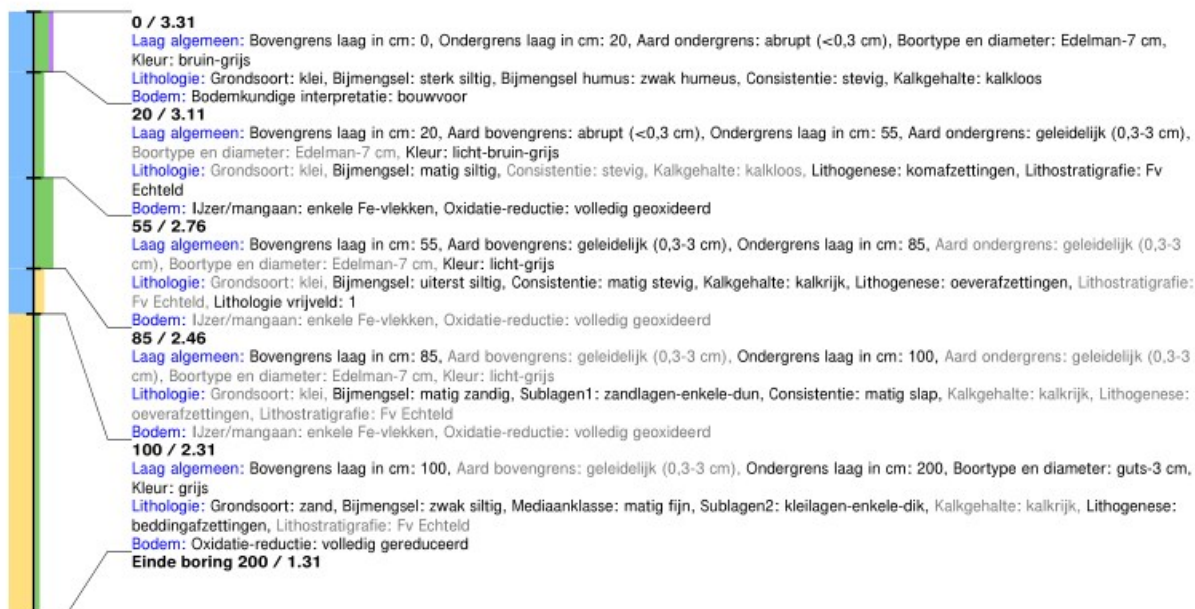 0 / 3.31
Laag algemeen: Bovengrens laag in cm: 0, Ondergrens laag in cm: 20, Aard ondergrens: abrupt (<0,3 cm), Boortype en diameter: Edelman-7 cm,
Kleur: bruin-grijs
Lithologie: Grondsoort: klei, Bijmengsel: sterk siltig, Bijmengsel humus: zwak humeus, Consistentie: stevig, Kalkgehalte: kalkloos
Bodem: Bodemkundige interpretatie: bouwvoor
20 / 3.11
Laag algemeen: Bovengrens laag in cm: 20, Aard bovengrens: abrupt (<0,3 cm), Ondergrens laag in cm: 55, Aard ondergrens: geleidelijk (0,3-3 cm),
Boortype en diameter: Edelman-7 cm, Kleur: licht-bruin-grijs
Lithologie: Grondsoort: klei, Bijmengsel: matig siltig, Consistentie: stevig, Kalkgehalte: kalkloos, Lithogenese: komafzettingen, Lithostratigrafie: Fv
Echteld
Bodem: IJzer/mangaan: enkele Fe-vlekken, Oxidatie-reductie: volledig geoxideerd
55 / 2.76
Laag algemeen: Bovengrens laag in cm: 55, Aard bovengrens: geleidelijk (0,3-3 cm), Ondergrens laag in cm: 85, Aard ondergrens: geleidelijk (0,3-3
cm), Boortype en diameter: Edelman-7 cm, Kleur: licht-grijs
Lithologie: Grondsoort: klei, Bijmengsel: uiterst siltig, Consistentie: matig stevig, Kalkgehalte: kalkrijk, Lithogenese: oeverafzettingen, Lithostratigrafie:
Fv Echteld, Lithologie vrijveld: 1
Bodem: IJzer/mangaan: enkele Fe-vlekken, Oxidatie-reductie: volledig geoxideerd
85 / 2.46
Laag algemeen: Bovengrens laag in cm: 85, Aard bovengrens: geleidelijk (0,3-3 cm), Ondergrens laag in cm: 100, Aard ondergrens: geleidelijk (0,3-3
cm), Boortype en diameter: Edelman-7 cm, Kleur: licht-grijs
Lithologie: Grondsoort: klei, Bijmengsel: matig zandig, Sublagen1: zandlagen-enkele-dun, Consistentie: matig slap, Kalkgehalte: kalkrijk, Lithogenese:
oeverafzettingen, Lithostratigrafie: Fv Echteld
Bodem: IJzer/mangaan: enkele Fe-vlekken, Oxidatie-reductie: volledig geoxideerd
100 / 2.31
Laag algemeen: Bovengrens laag in cm: 100, Aard bovengrens: geleidelijk (0,3-3 cm), Ondergrens laag in cm: 200, Boortype en diameter: guts-3 cm,
Kleur: grijs
Lithologie: Grondsoort: zand, Bijmengsel: zwak siltig, Mediaanklasse: matig fijn, Sublagen2: kleilagen-enkele-dik, Kalkgehalte: kalkrijk, Lithogenese:
beddingafzettingen, Lithostratigrafie: Fv Echteld
Bodem: Oxidatie-reductie: volledig gereduceerd
Einde boring 200 / 1.31